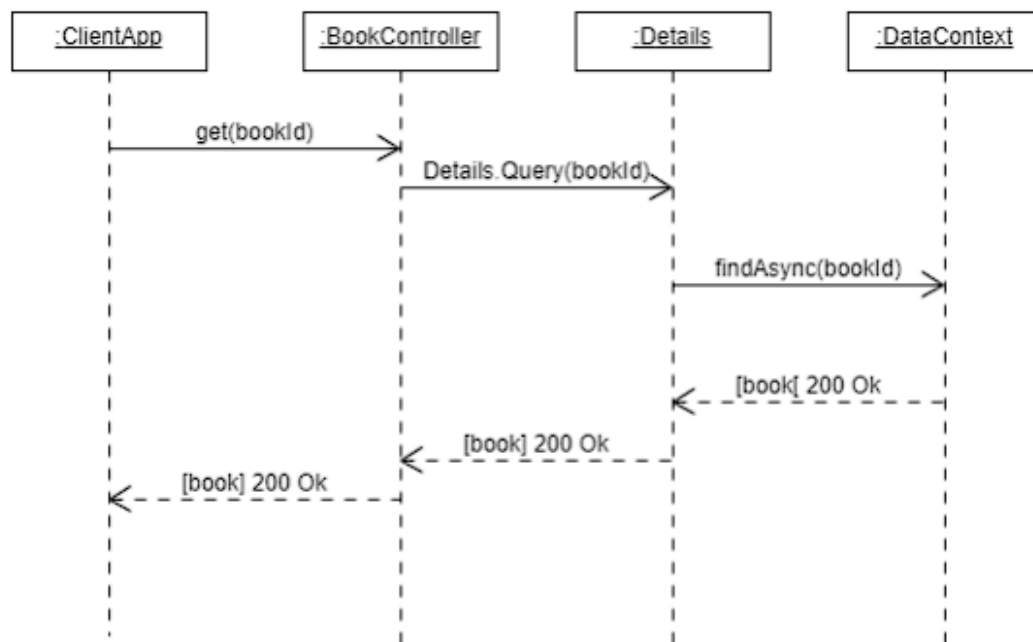 :ClientApp
:BookController
:Details
:DataContext
get(bookId)
Details.Query(bookId)
findAsync(bookId)
[book[ 200 Ok
[book] 200 Ok
[book] 200 Ok